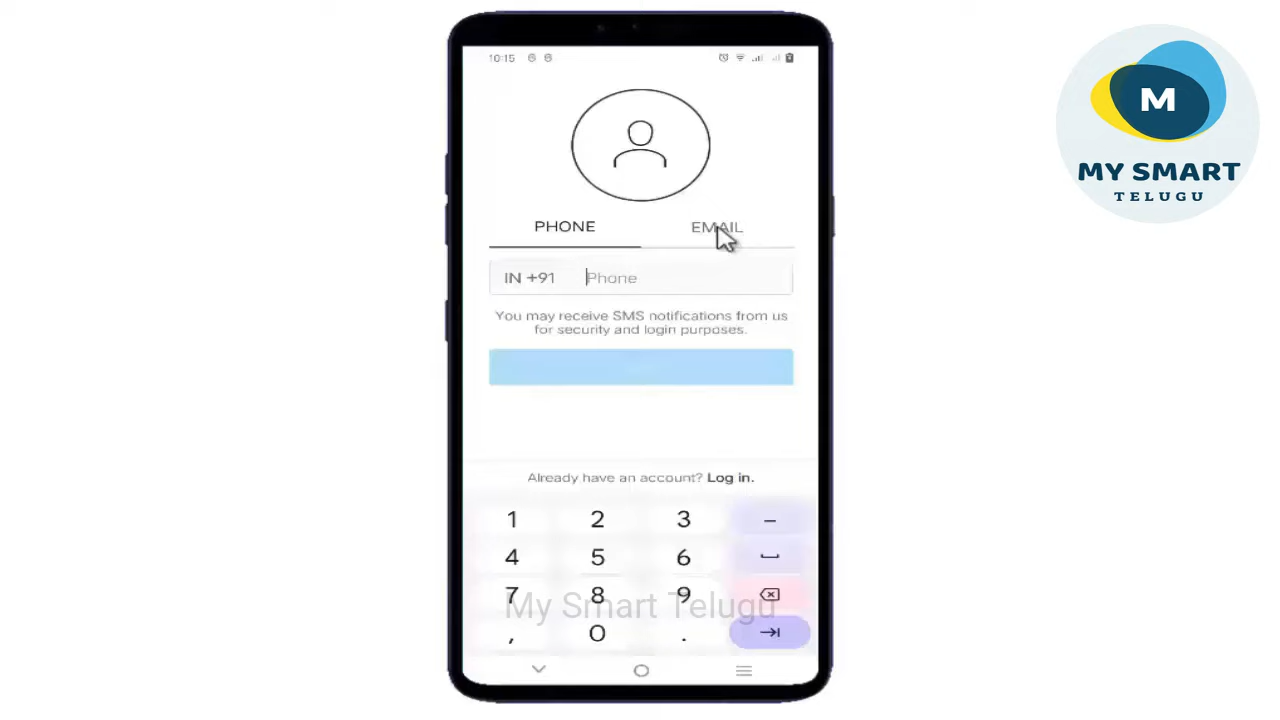 10:15
M
MY SMART
TELUGU
PHONE EMAIL
IN +91 Phone
You may receive SMS notifications from us
for security and login purposes.
Already have an account? Log in.
1 2 3 -
4 5 6
7 8 9
My Smart Telugu
, 0 .